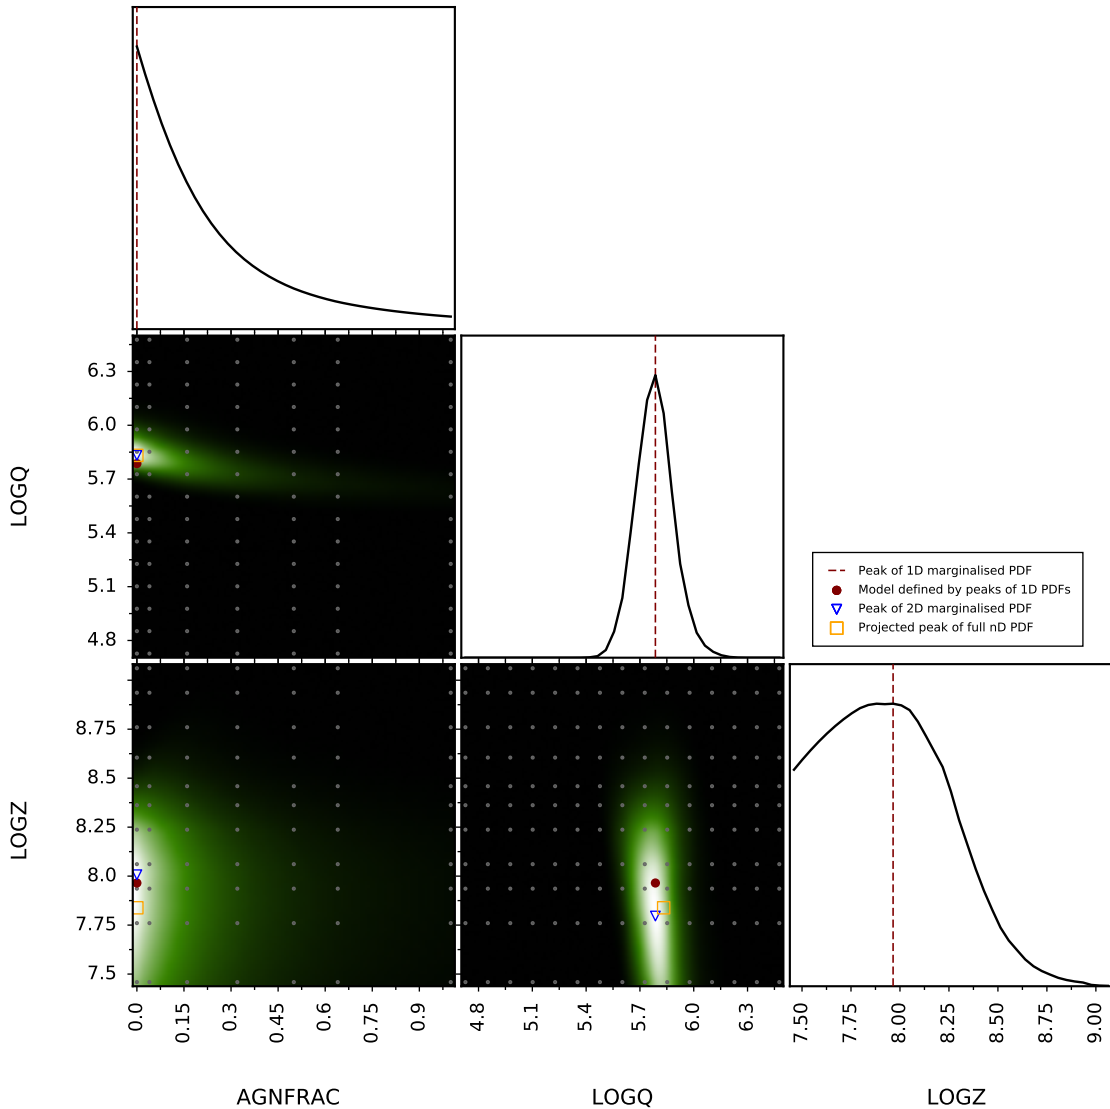 6.3
6.0
5.7
5.4
5.1
4.8
LOGQ
Peak of 1D marginalised PDF
Model defined by peaks of 1D PDFs
Peak of 2D marginalised PDF
Projected peak of full nD PDF
8.75
8.5
8.25
8.0
7.75
7.5
LOGZ
0.0 0.15 0.3 0.45 0.6 0.75 0.9
4.8 5.1 5.4 5.7 6.0 6.3
7.50 7.75 8.00 8.25 8.50 8.75 9.00
AGNFRAC LOGQ LOGZ